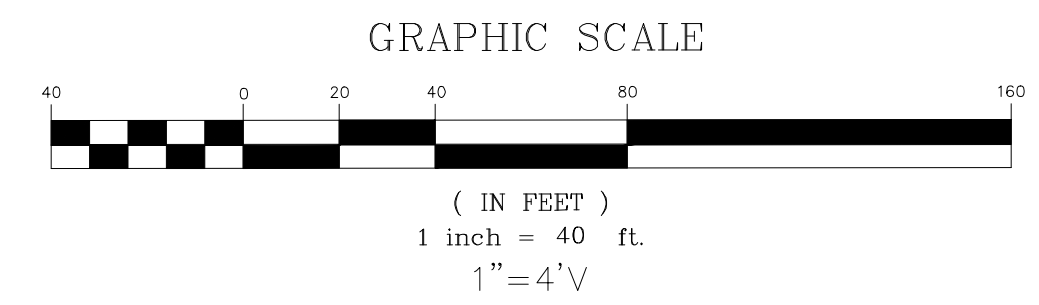 GRAPHIC SCALE
40 0 20 40 80 160
( IN FEET )
1 inch = 40 ft.
1"=4'V